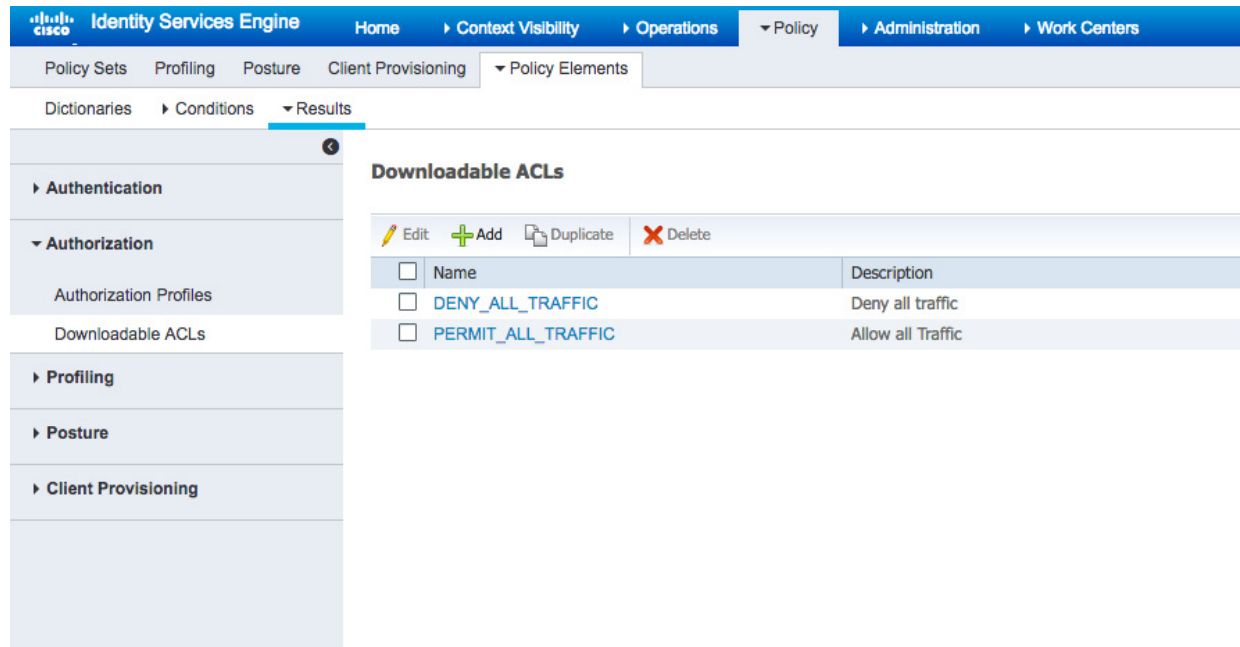 cisco Identity Services Engine Home Context Visibility Operations Policy Administration Work Centers
Policy Sets Profiling Posture Client Provisioning Policy Elements
Dictionaries Conditions Results
Downloadable ACLs
Authentication
Edit Add Duplicate Delete
Authorization
Name Description
Authorization Profiles
DENY_ALL_TRAFFIC Deny all traffic
Downloadable ACLs
PERMIT_ALL_TRAFFIC Allow all Traffic
Profiling
Posture
Client Provisioning